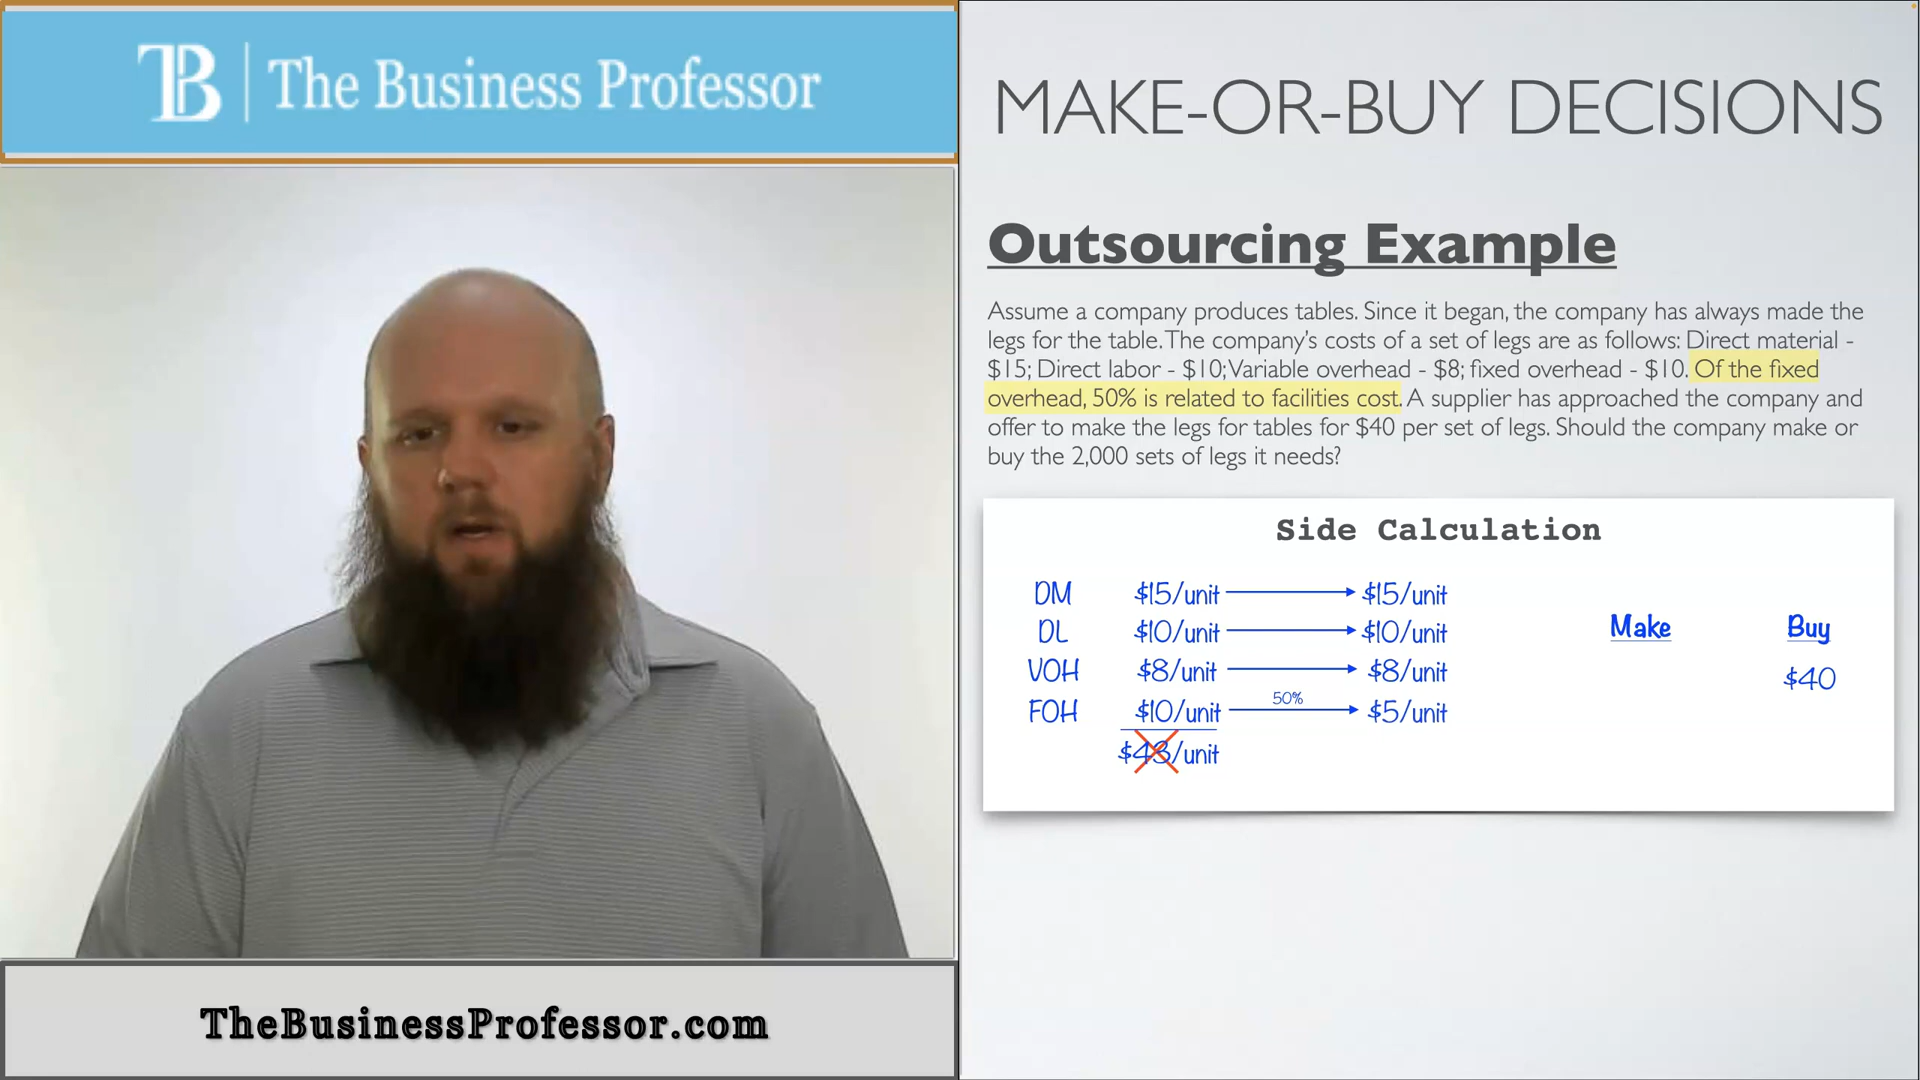 TB | The Business Professor
TheBusinessProfessor.com
MAKE-OR-BUY DECISIONS
Outsourcing Example
Assume a company produces tables. Since it began, the company has always made the
legs for the table. The company's costs of a set of legs are as follows: Direct material -
$15; Direct labor - $10; Variable overhead - $8; fixed overhead - $10. Of the fixed
overhead, 50% is related to facilities cost. A supplier has approached the company and
offer to make the legs for tables for $40 per set of legs. Should the company make or
buy the 2,000 sets of legs it needs?
Side Calculation
DM $15/unit $15/unit
DL $10/unit $10/unit
VOH $8/unit $8/unit
FOH $10/unit 50% $5/unit
$43/unit
Make Buy
$40